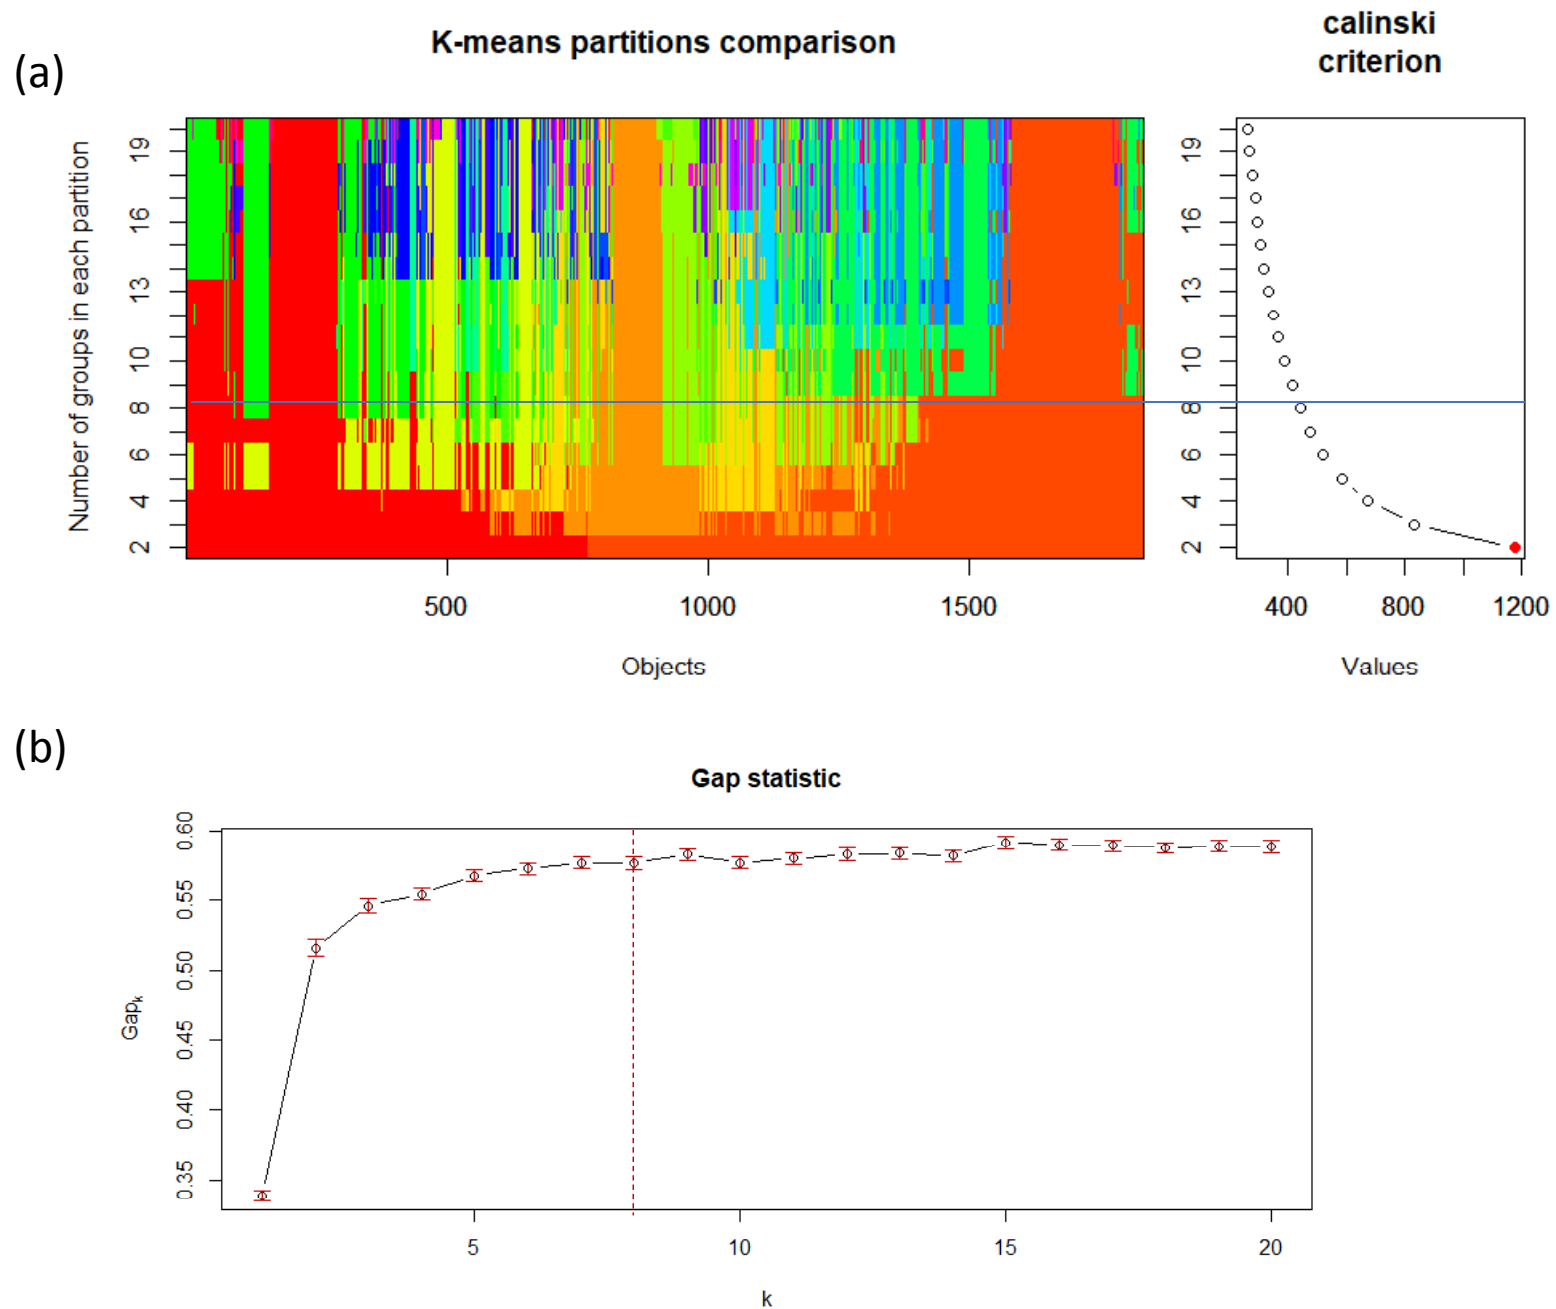 (a)
K-means partitions comparison
calinski
criterion
Number of groups in each partition
19
16
13
10
8
6
4
2
500
1000
1500
Objects
19
16
13
10
8
6
4
2
400
800
1200
Values
(b)
Gap statistic
Gapₖ
0.60
0.55
0.50
0.45
0.40
0.35
5
10
15
20
k